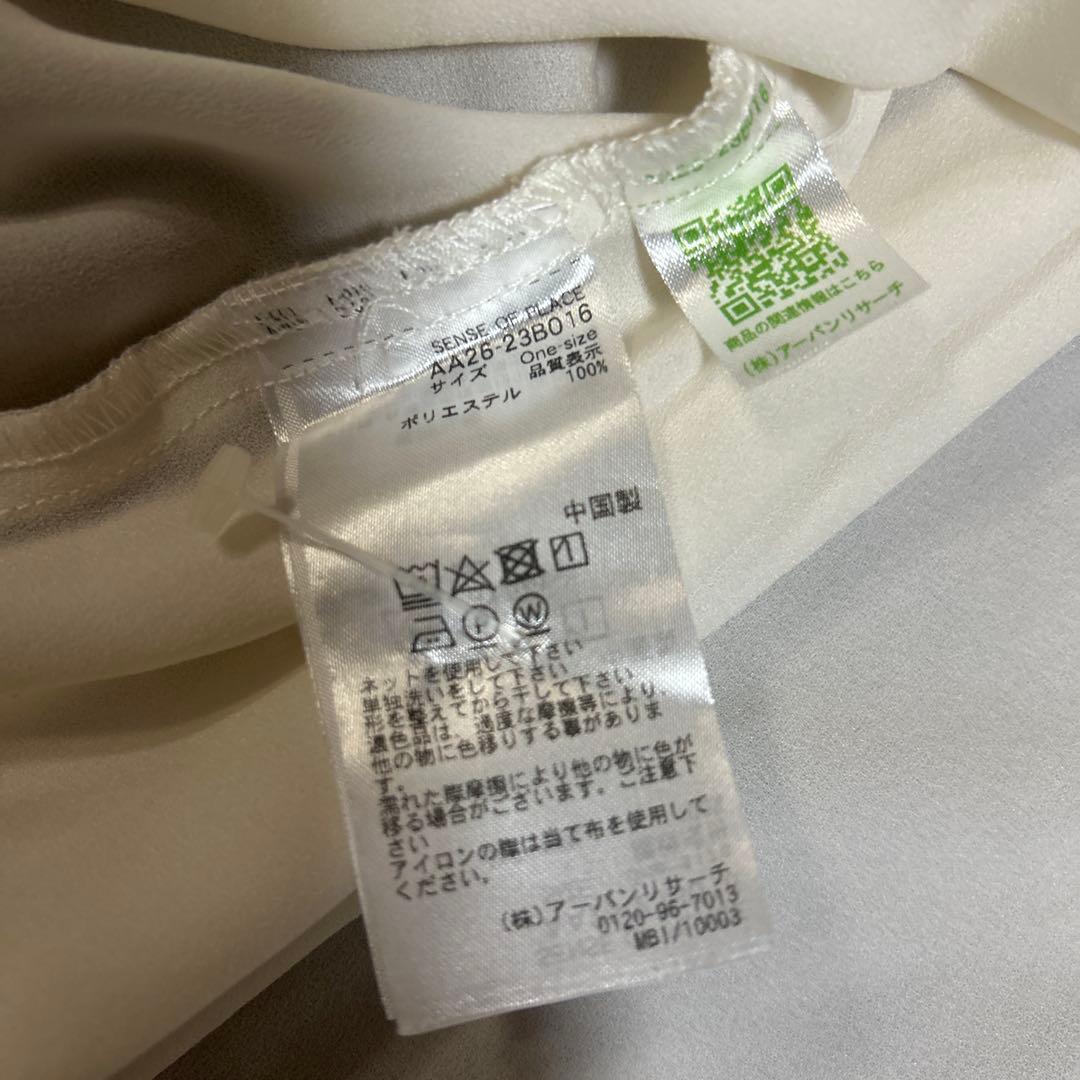 SENSE OF PLACE
AA26-23B016
サイズ One-size
品質表示
ポリエステル 100%
中国製
W
ネットを使用して下さい
単独洗いをして下さい
形を整えてから干して下さい
濃色品は、過度な摩擦等により
他の物に色移りする事がありま
す。
濡れた際摩擦により他の物に色が
移る場合がございます。ご注意下
さい
アイロンの際は当て布を使用して
ください。
(株)アーバンリサーチ
0120-96-7013
MBI/10003
商品の関連情報はこちら
(株)アーバンリサーチ